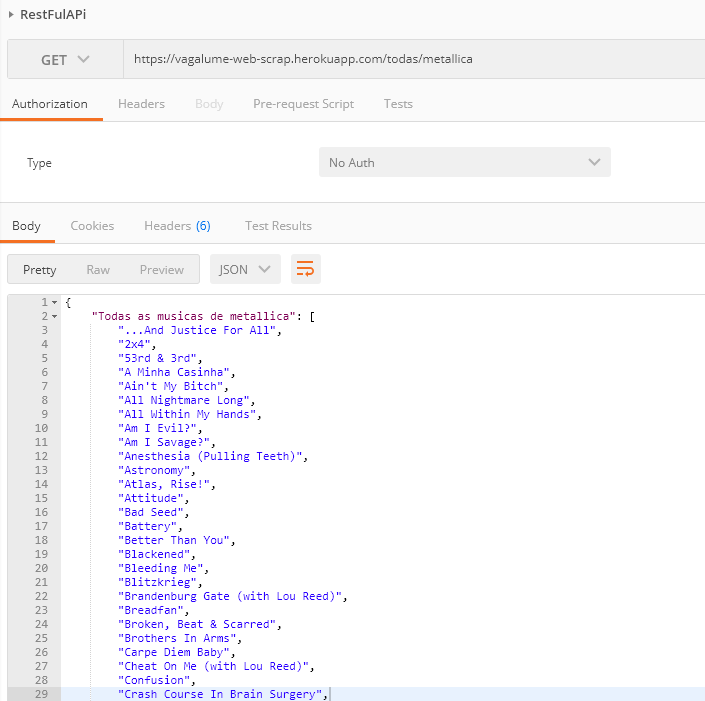 RestFulAPi
GET https://vagalume-web-scrap.herokuapp.com/todas/metallica
Authorization Headers Body Pre-request Script Tests
Type No Auth
Body Cookies Headers (6) Test Results
Pretty Raw Preview JSON
1 {
2 "Todas as musicas de metallica": [
3 "...And Justice For All",
4 "2x4",
5 "53rd & 3rd",
6 "A Minha Casinha",
7 "Ain't My Bitch",
8 "All Nightmare Long",
9 "All Within My Hands",
10 "Am I Evil?",
11 "Am I Savage?",
12 "Anesthesia (Pulling Teeth)",
13 "Astronomy",
14 "Atlas, Rise!",
15 "Attitude",
16 "Bad Seed",
17 "Battery",
18 "Better Than You",
19 "Blackened",
20 "Bleeding Me",
21 "Blitzkrieg",
22 "Brandenburg Gate (with Lou Reed)",
23 "Breadfan",
24 "Broken, Beat & Scarred",
25 "Brothers In Arms",
26 "Carpe Diem Baby",
27 "Cheat On Me (with Lou Reed)",
28 "Confusion",
29 "Crash Course In Brain Surgery",